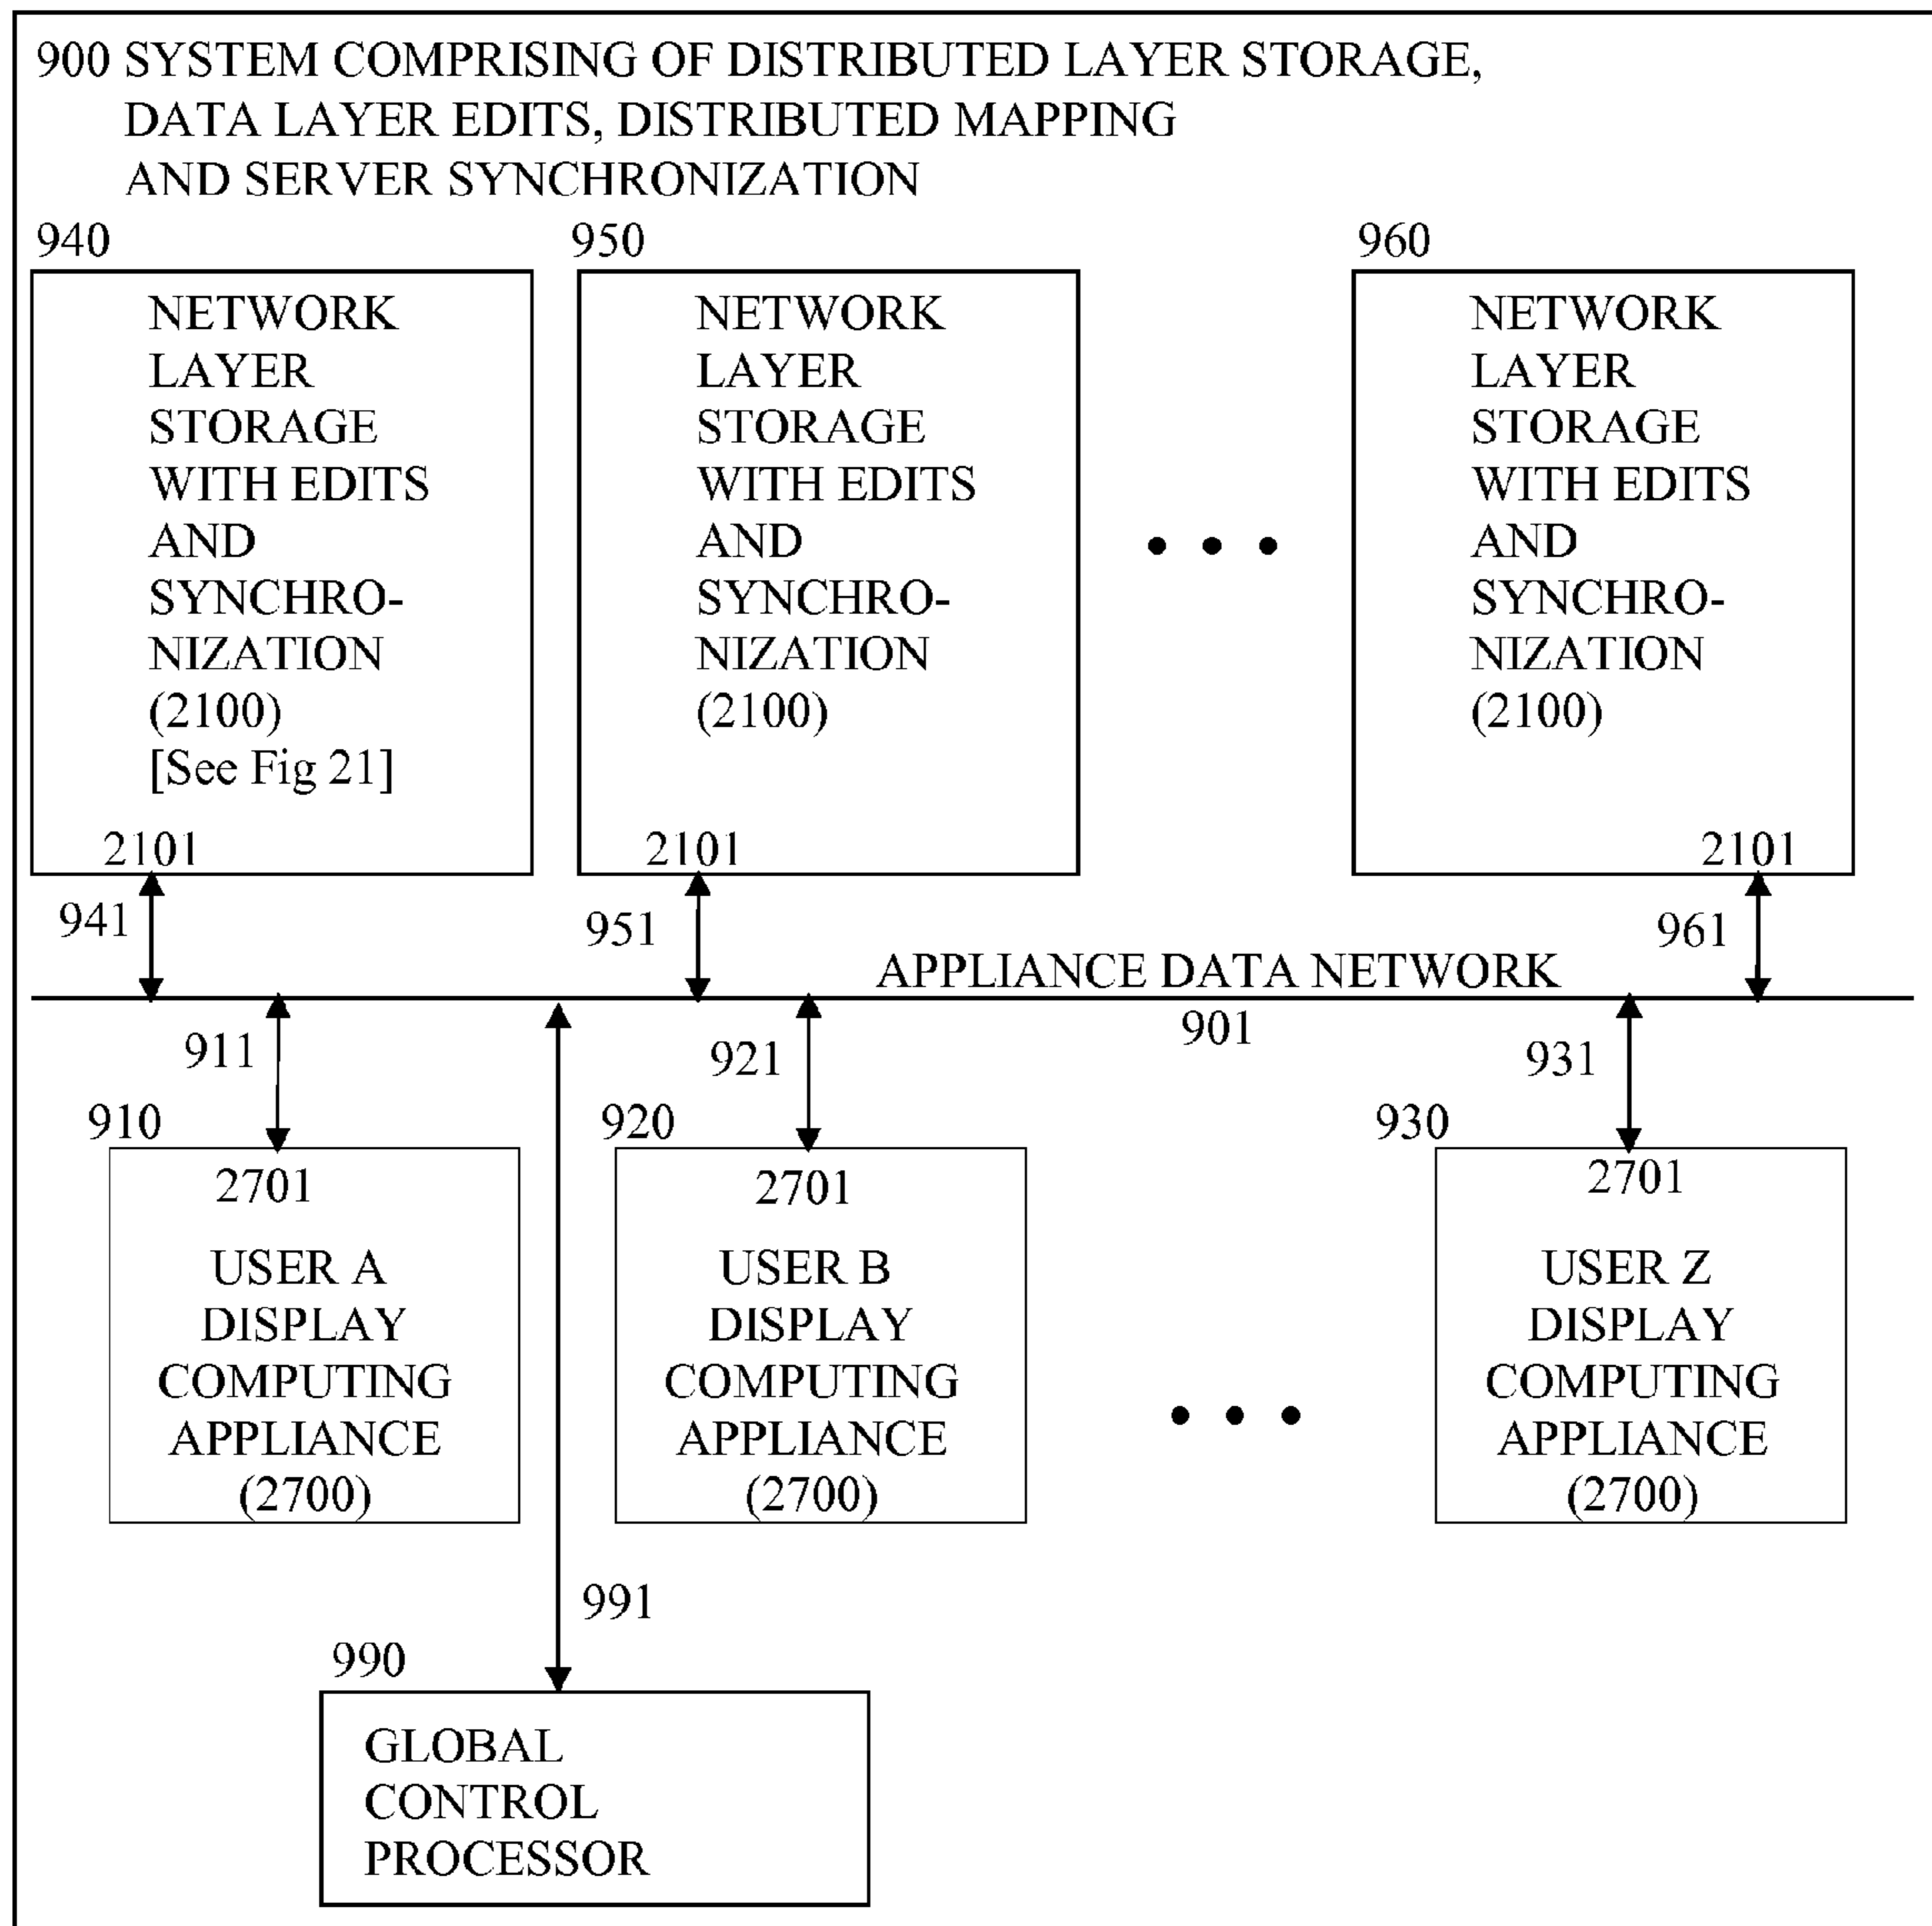 900 SYSTEM COMPRISING OF DISTRIBUTED LAYER STORAGE,
DATA LAYER EDITS, DISTRIBUTED MAPPING
AND SERVER SYNCHRONIZATION
940
NETWORK
LAYER
STORAGE
WITH EDITS
AND
SYNCHRO-
NIZATION
(2100)
[See Fig 21]
2101
950
NETWORK
LAYER
STORAGE
WITH EDITS
AND
SYNCHRO-
NIZATION
(2100)
2101
• • •
960
NETWORK
LAYER
STORAGE
WITH EDITS
AND
SYNCHRO-
NIZATION
(2100)
2101
941
951
961
APPLIANCE DATA NETWORK
901
911
921
931
910
2701
USER A
DISPLAY
COMPUTING
APPLIANCE
(2700)
920
2701
USER B
DISPLAY
COMPUTING
APPLIANCE
(2700)
• • •
930
2701
USER Z
DISPLAY
COMPUTING
APPLIANCE
(2700)
991
990
GLOBAL
CONTROL
PROCESSOR